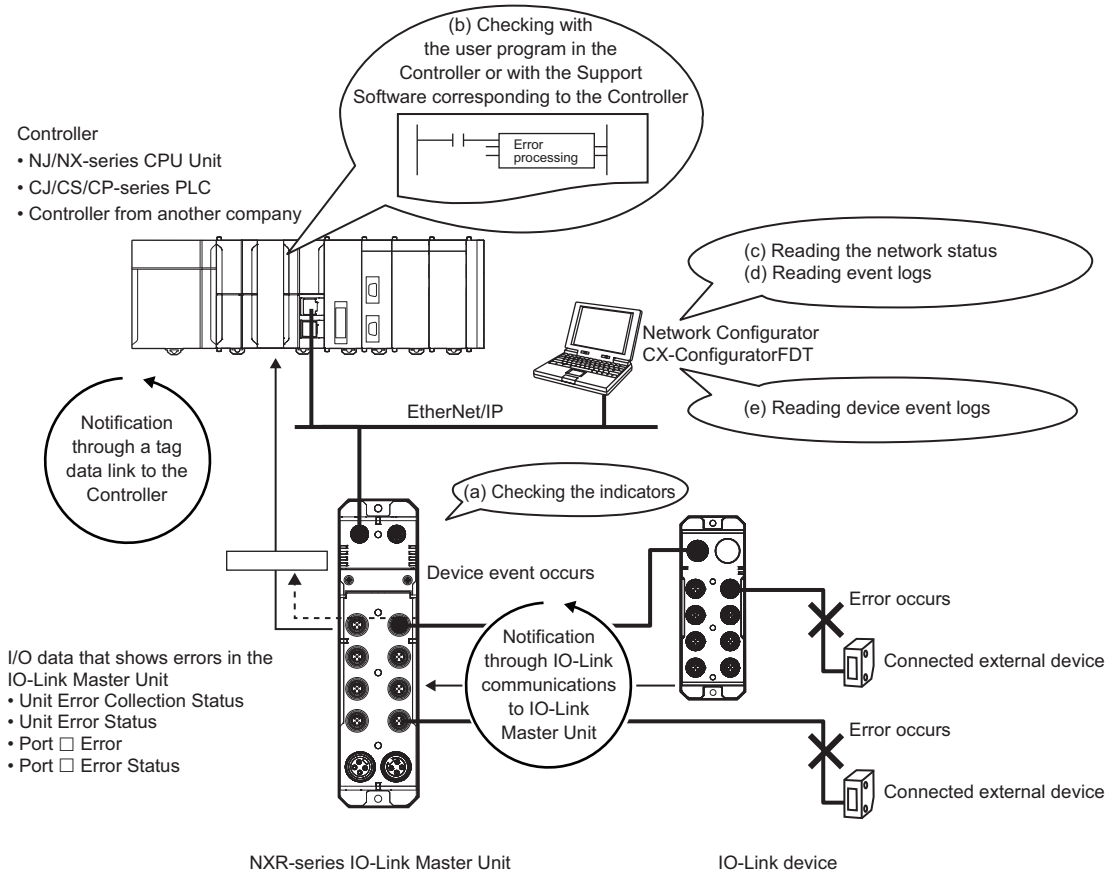 (b) Checking with
the user program in the
Controller or with the Support
Software corresponding to the Controller
Error
processing
Controller
• NJ/NX-series CPU Unit
• CJ/CS/CP-series PLC
• Controller from another company
(c) Reading the network status
(d) Reading event logs
Network Configurator
CX-ConfiguratorFDT
(e) Reading device event logs
EtherNet/IP
Notification
through a tag
data link to the
Controller
(a) Checking the indicators
Device event occurs
Error occurs
Connected external device
Notification
through IO-Link
communications
to IO-Link
Master Unit
I/O data that shows errors in the
IO-Link Master Unit
• Unit Error Collection Status
• Unit Error Status
• Port □ Error
• Port □ Error Status
Error occurs
Connected external device
NXR-series IO-Link Master Unit
IO-Link device